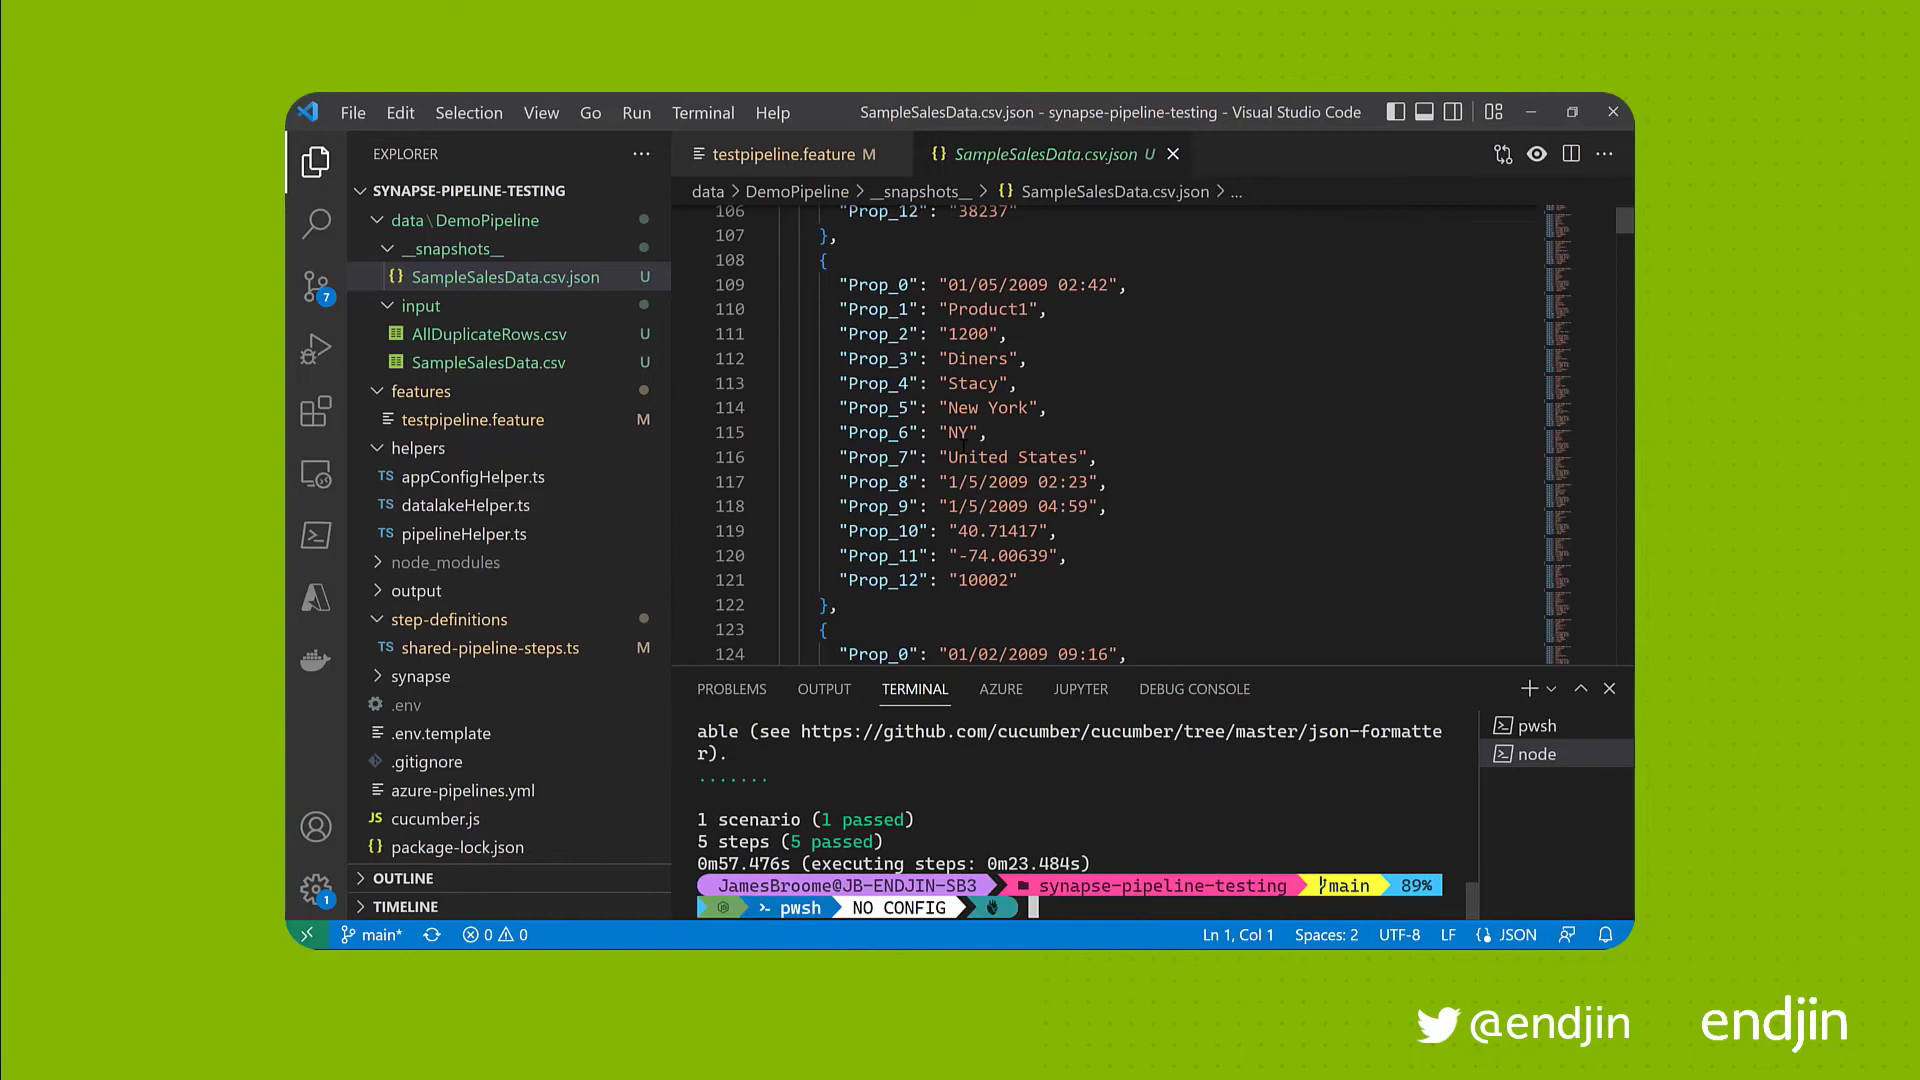 File Edit Selection View Go Run Terminal Help
SampleSalesData.csv.json - synapse-pipeline-testing - Visual Studio Code
EXPLORER
SYNAPSE-PIPELINE-TESTING
data\DemoPipeline
__snapshots__
SampleSalesData.csv.json U
input
AllDuplicateRows.csv U
SampleSalesData.csv U
features
testpipeline.feature M
helpers
TS appConfigHelper.ts
TS datalakeHelper.ts
TS pipelineHelper.ts
node_modules
output
step-definitions
TS shared-pipeline-steps.ts M
synapse
.env
.env.template
.gitignore
azure-pipelines.yml
JS cucumber.js
{} package-lock.json
OUTLINE
TIMELINE
7
1
testpipeline.feature M
{} SampleSalesData.csv.json U
data > DemoPipeline > __snapshots__ > {} SampleSalesData.csv.json > ...
106 "Prop_12": "38237"
107 },
108 {
109 "Prop_0": "01/05/2009 02:42",
110 "Prop_1": "Product1",
111 "Prop_2": "1200",
112 "Prop_3": "Diners",
113 "Prop_4": "Stacy",
114 "Prop_5": "New York",
115 "Prop_6": "NY",
116 "Prop_7": "United States",
117 "Prop_8": "1/5/2009 02:23",
118 "Prop_9": "1/5/2009 04:59",
119 "Prop_10": "40.71417",
120 "Prop_11": "-74.00639",
121 "Prop_12": "10002"
122 },
123 {
124 "Prop_0": "01/02/2009 09:16",
PROBLEMS OUTPUT TERMINAL AZURE JUPYTER DEBUG CONSOLE
able (see https://github.com/cucumber/cucumber/tree/master/json-formatte
r).
.......
1 scenario (1 passed)
5 steps (5 passed)
0m57.476s (executing steps: 0m23.484s)
JamesBroome@JB-ENDJIN-SB3 synapse-pipeline-testing main 89%
pwsh NO CONFIG
pwsh
node
main* 0 0
Ln 1, Col 1 Spaces: 2 UTF-8 LF {} JSON
@endjin endjin